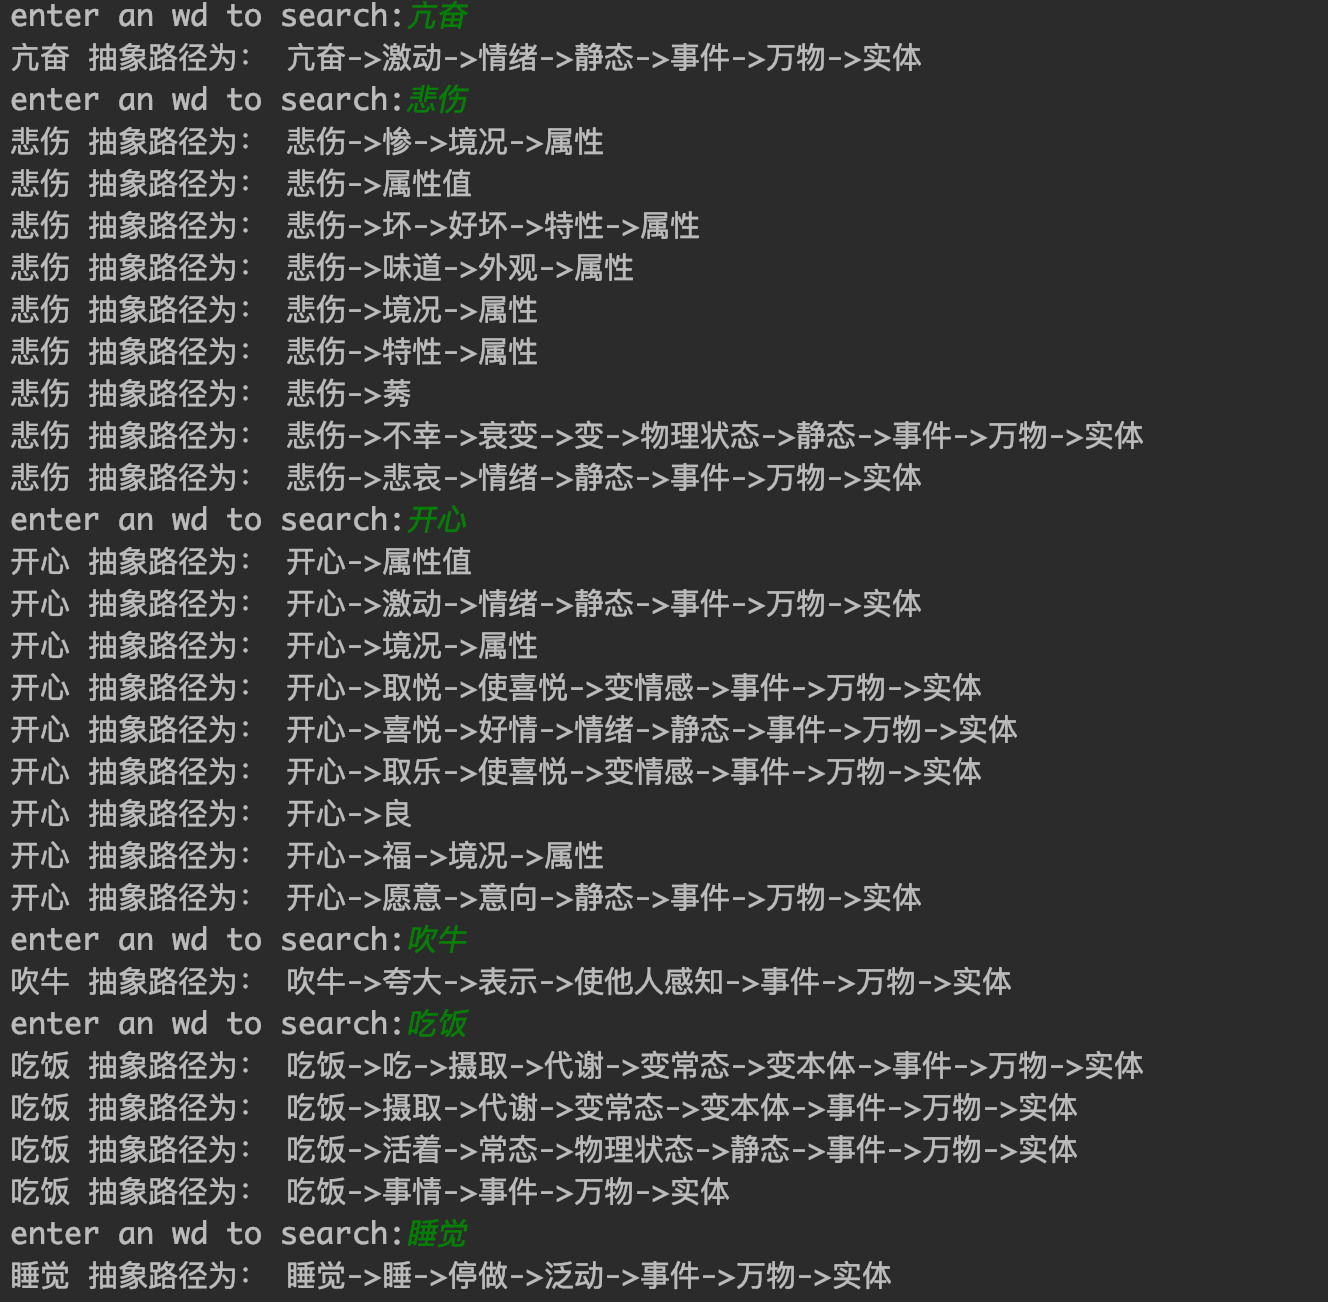 enter an wd to search:亢奋
亢奋 抽象路径为： 亢奋->激动->情绪->静态->事件->万物->实体
enter an wd to search:悲伤
悲伤 抽象路径为： 悲伤->惨->境况->属性
悲伤 抽象路径为： 悲伤->属性值
悲伤 抽象路径为： 悲伤->坏->好坏->特性->属性
悲伤 抽象路径为： 悲伤->味道->外观->属性
悲伤 抽象路径为： 悲伤->境况->属性
悲伤 抽象路径为： 悲伤->特性->属性
悲伤 抽象路径为： 悲伤->莠
悲伤 抽象路径为： 悲伤->不幸->衰变->变->物理状态->静态->事件->万物->实体
悲伤 抽象路径为： 悲伤->悲哀->情绪->静态->事件->万物->实体
enter an wd to search:开心
开心 抽象路径为： 开心->属性值
开心 抽象路径为： 开心->激动->情绪->静态->事件->万物->实体
开心 抽象路径为： 开心->境况->属性
开心 抽象路径为： 开心->取悦->使喜悦->变情感->事件->万物->实体
开心 抽象路径为： 开心->喜悦->好情->情绪->静态->事件->万物->实体
开心 抽象路径为： 开心->取乐->使喜悦->变情感->事件->万物->实体
开心 抽象路径为： 开心->良
开心 抽象路径为： 开心->福->境况->属性
开心 抽象路径为： 开心->愿意->意向->静态->事件->万物->实体
enter an wd to search:吹牛
吹牛 抽象路径为： 吹牛->夸大->表示->使他人感知->事件->万物->实体
enter an wd to search:吃饭
吃饭 抽象路径为： 吃饭->吃->摄取->代谢->变常态->变本体->事件->万物->实体
吃饭 抽象路径为： 吃饭->摄取->代谢->变常态->变本体->事件->万物->实体
吃饭 抽象路径为： 吃饭->活着->常态->物理状态->静态->事件->万物->实体
吃饭 抽象路径为： 吃饭->事情->事件->万物->实体
enter an wd to search:睡觉
睡觉 抽象路径为： 睡觉->睡->停做->泛动->事件->万物->实体